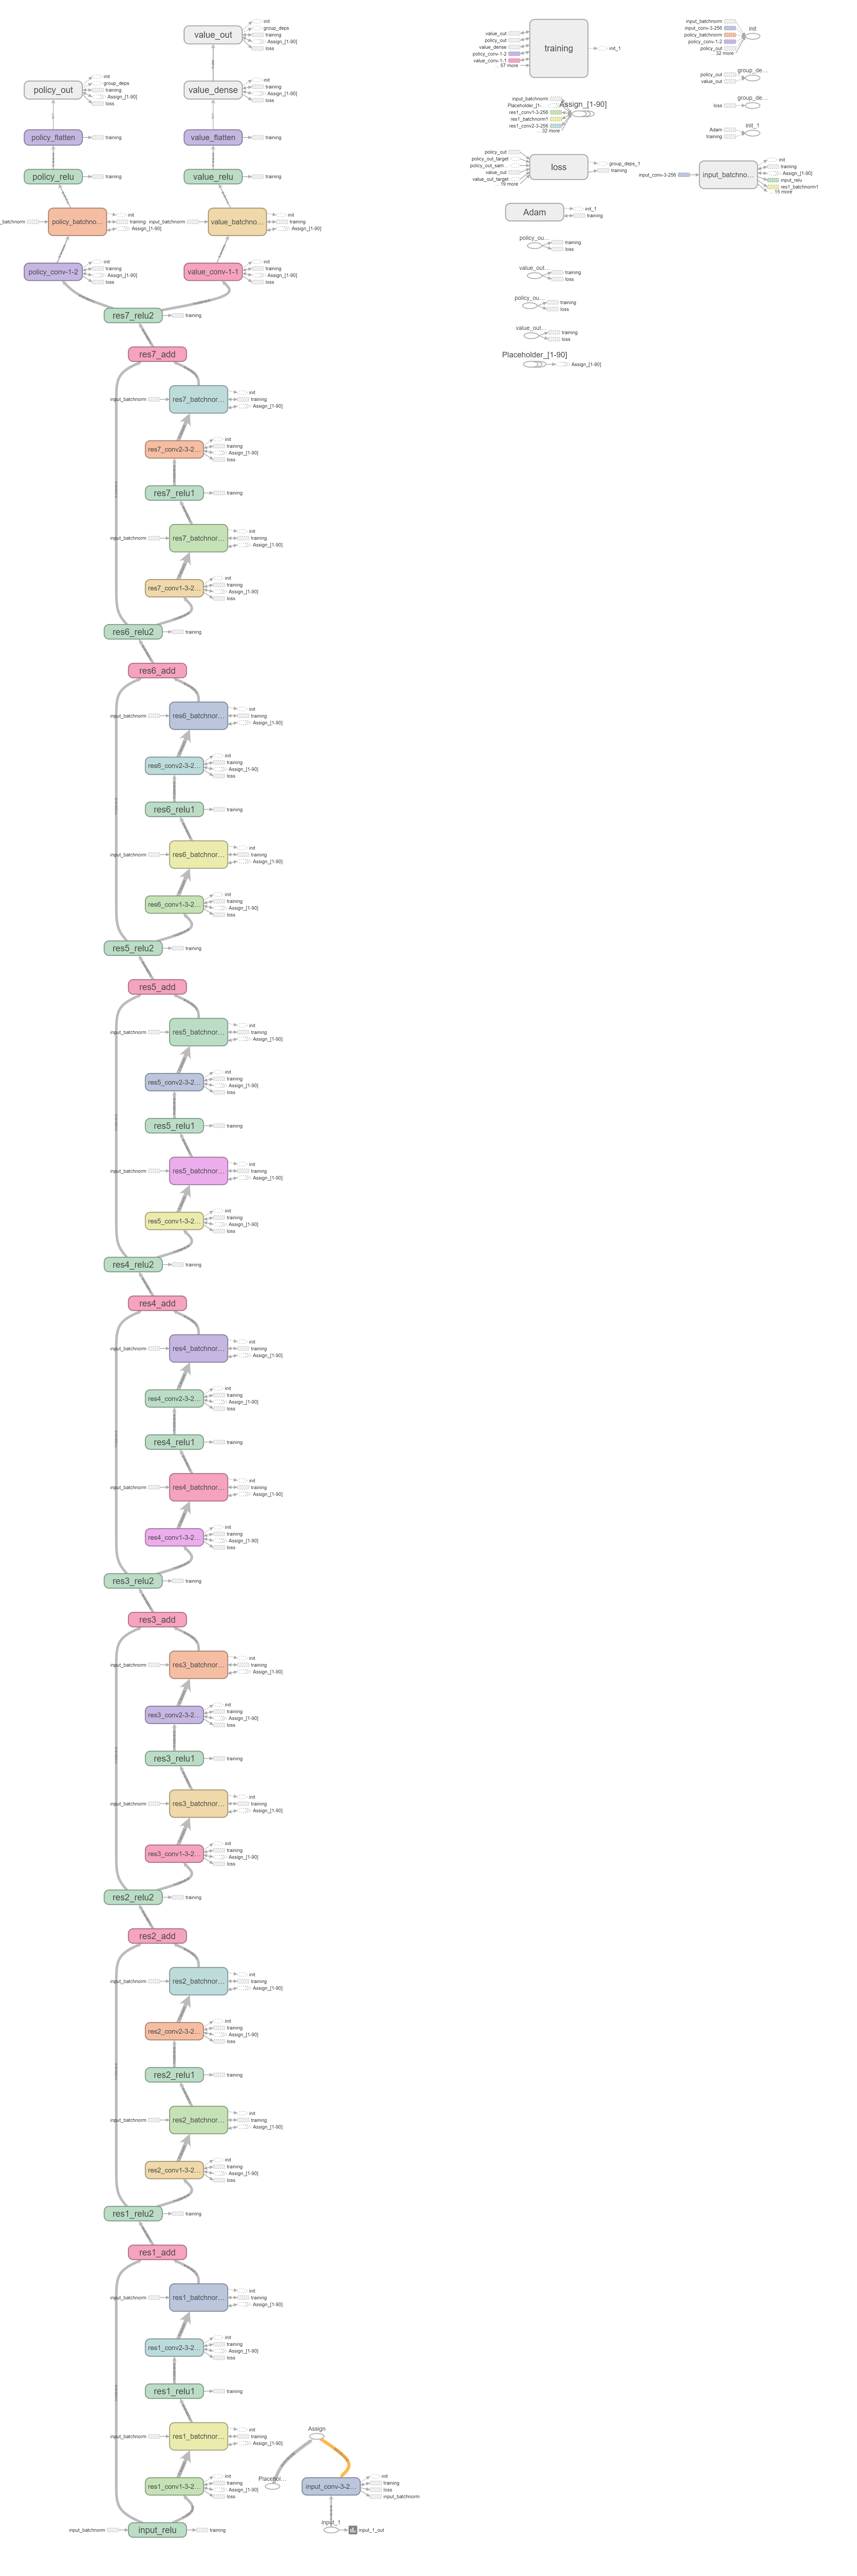 value_out
init
group_deps
training
Assign_[1-90]
loss
policy_out
init
group_deps
training
Assign_[1-90]
loss
value_dense
init
training
Assign_[1-90]
loss
policy_flatten
training
value_flatten
training
policy_relu
training
value_relu
training
_batchnorm
policy_batchno...
init
training
Assign_[1-90]
input_batchnorm
value_batchno...
init
training
Assign_[1-90]
policy_conv-1-2
init
training
Assign_[1-90]
loss
value_conv-1-1
init
training
Assign_[1-90]
loss
res7_relu2
training
res7_add
input_batchnorm
res7_batchnor...
init
training
Assign_[1-90]
res7_conv2-3-2...
init
training
Assign_[1-90]
loss
res7_relu1
training
input_batchnorm
res7_batchnor...
init
training
Assign_[1-90]
res7_conv1-3-2...
init
training
Assign_[1-90]
loss
res6_relu2
training
res6_add
input_batchnorm
res6_batchnor...
init
training
Assign_[1-90]
res6_conv2-3-2...
init
training
Assign_[1-90]
loss
res6_relu1
training
input_batchnorm
res6_batchnor...
init
training
Assign_[1-90]
res6_conv1-3-2...
init
training
Assign_[1-90]
loss
res5_relu2
training
res5_add
input_batchnorm
res5_batchnor...
init
training
Assign_[1-90]
res5_conv2-3-2...
init
training
Assign_[1-90]
loss
res5_relu1
training
input_batchnorm
res5_batchnor...
init
training
Assign_[1-90]
res5_conv1-3-2...
init
training
Assign_[1-90]
loss
res4_relu2
training
res4_add
input_batchnorm
res4_batchnor...
init
training
Assign_[1-90]
res4_conv2-3-2...
init
training
Assign_[1-90]
loss
res4_relu1
training
input_batchnorm
res4_batchnor...
init
training
Assign_[1-90]
res4_conv1-3-2...
init
training
Assign_[1-90]
loss
res3_relu2
training
res3_add
input_batchnorm
res3_batchnor...
init
training
Assign_[1-90]
res3_conv2-3-2...
init
training
Assign_[1-90]
loss
res3_relu1
training
input_batchnorm
res3_batchnor...
init
training
Assign_[1-90]
res3_conv1-3-2...
init
training
Assign_[1-90]
loss
res2_relu2
training
res2_add
input_batchnorm
res2_batchnor...
init
training
Assign_[1-90]
res2_conv2-3-2...
init
training
Assign_[1-90]
loss
res2_relu1
training
input_batchnorm
res2_batchnor...
init
training
Assign_[1-90]
res2_conv1-3-2...
init
training
Assign_[1-90]
loss
res1_relu2
training
res1_add
input_batchnorm
res1_batchnor...
init
training
Assign_[1-90]
res1_conv2-3-2...
init
training
Assign_[1-90]
loss
res1_relu1
training
input_batchnorm
res1_batchnor...
init
training
Assign_[1-90]
res1_conv1-3-2...
init
training
Assign_[1-90]
loss
input_batchnorm
input_relu
training
Assign
Placehol...
input_conv-3-2...
init
training
loss
input_batchnorm
input_1
input_1_out
value_out
policy_out
value_dense
policy_conv-1-2
value_conv-1-1
57 more
training
init_1
input_batchnorm
Placeholder_[1-...
res1_conv1-3-256
res1_batchnorm1
res1_conv2-3-256
... 32 more
Assign_[1-90]
policy_out
policy_out_target
policy_out_sam...
value_out
value_out_target
... 19 more
loss
group_deps_1
training
Adam
init_1
training
policy_ou...
training
loss
value_out...
training
loss
policy_ou...
training
loss
value_out...
training
loss
Placeholder_[1-90]
Assign_[1-90]
input_batchnorm
input_conv-3-256
policy_batchnorm
policy_conv-1-2
policy_out
32 more
init
policy_out
value_out
group_de...
loss
group_de...
Adam
training
init_1
input_conv-3-256
input_batchno...
init
training
Assign_[1-90]
input_relu
res1_batchnorm1
15 more